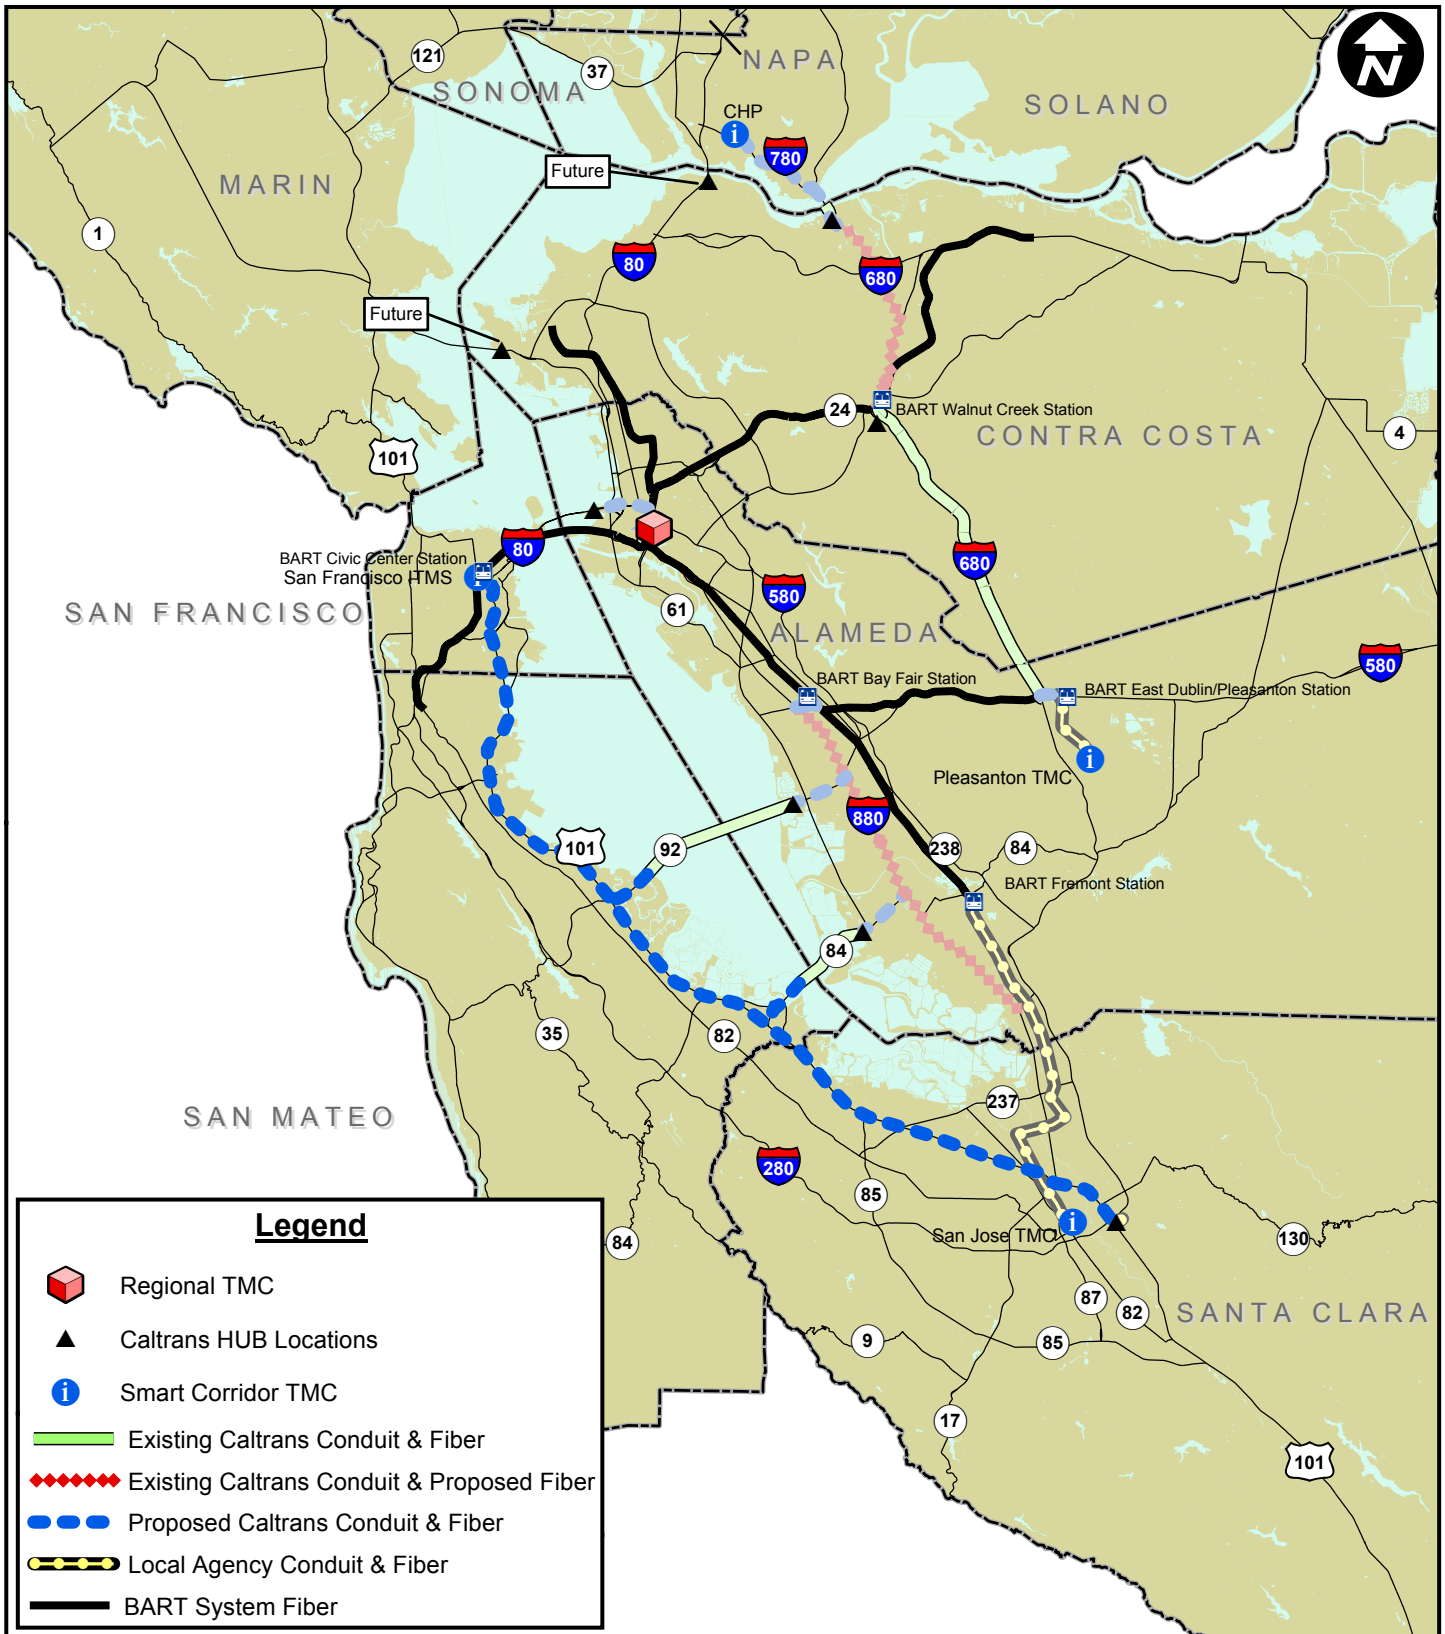 121
SONOMA
37
NAPA
N
SOLANO
CHP
i
780
Future
MARIN
1
80
680
Future
24
BART Walnut Creek Station
CONTRA COSTA
4
101
80
BART Civic Center Station
San Francisco ITMS
680
SAN FRANCISCO
580
61
ALAMEDA
580
BART Bay Fair Station
BART East Dublin/Pleasanton Station
i
Pleasanton TMC
880
101
92
238
84
BART Fremont Station
84
35
82
SAN MATEO
237
280
85
San Jose TMC
i
84
130
87
82
SANTA CLARA
9
85
17
101
Legend
Regional TMC
Caltrans HUB Locations
i
Smart Corridor TMC
Existing Caltrans Conduit & Fiber
Existing Caltrans Conduit & Proposed Fiber
Proposed Caltrans Conduit & Fiber
Local Agency Conduit & Fiber
BART System Fiber